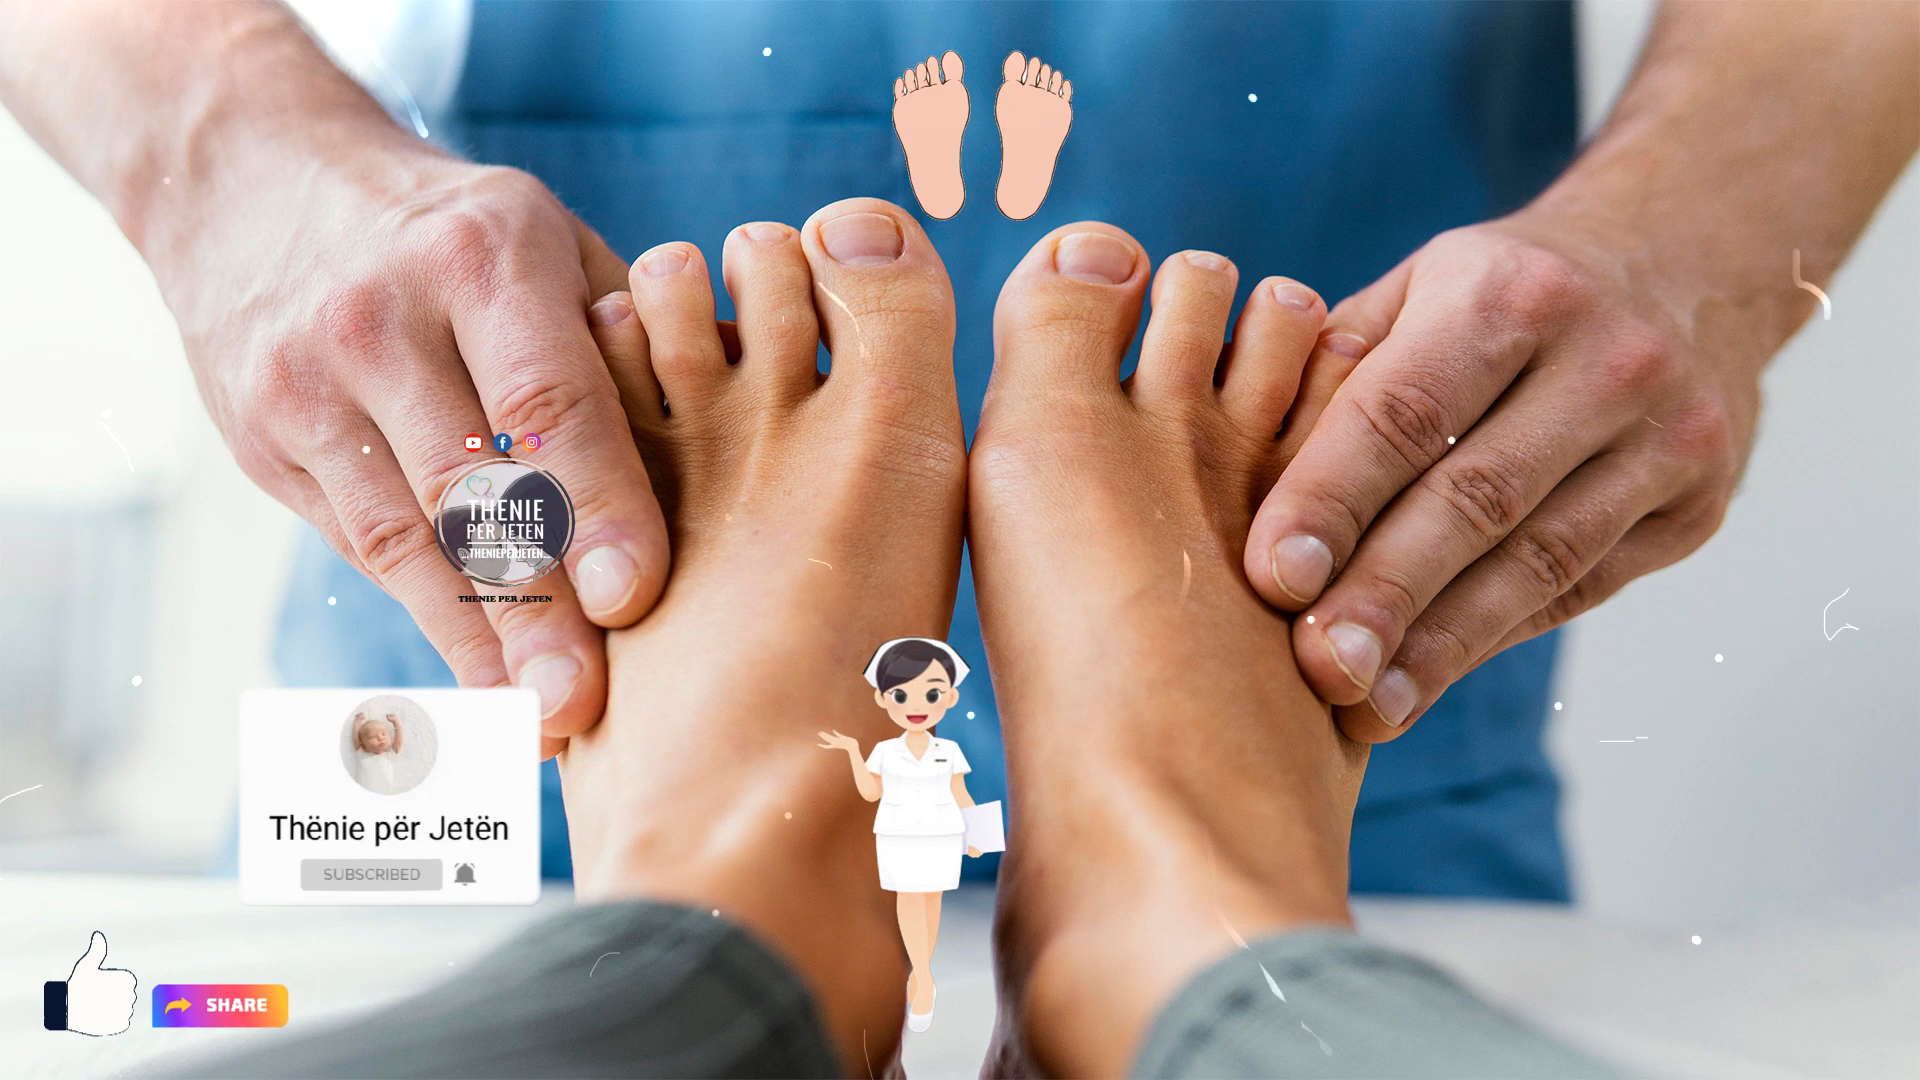 THENIE
PER JETEN
...THENIEPERJETEN...
THENIE PER JETEN
Thënie për Jetën
SUBSCRIBED
SHARE